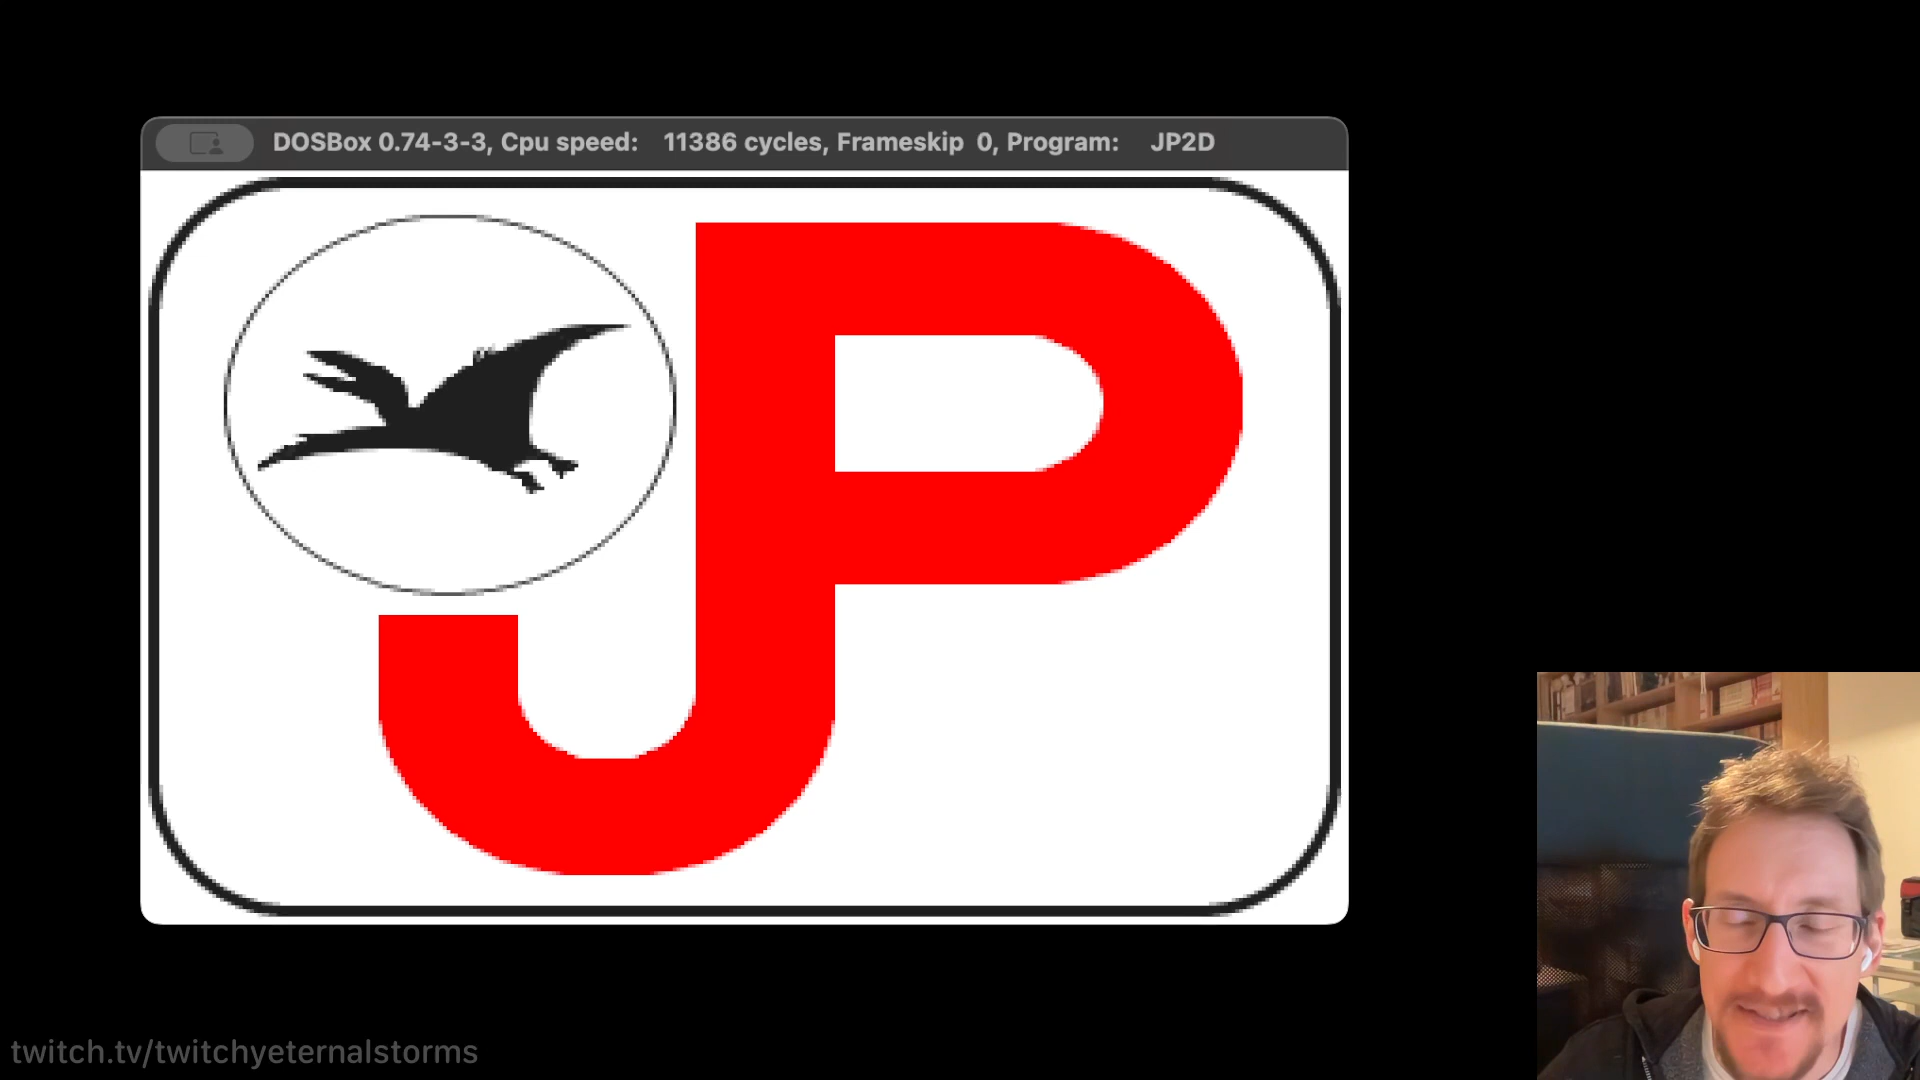 DOSBox 0.74-3-3, Cpu speed: 11386 cycles, Frameskip 0, Program: JP2D
JP
twitch.tv/twitchyeternalstorms